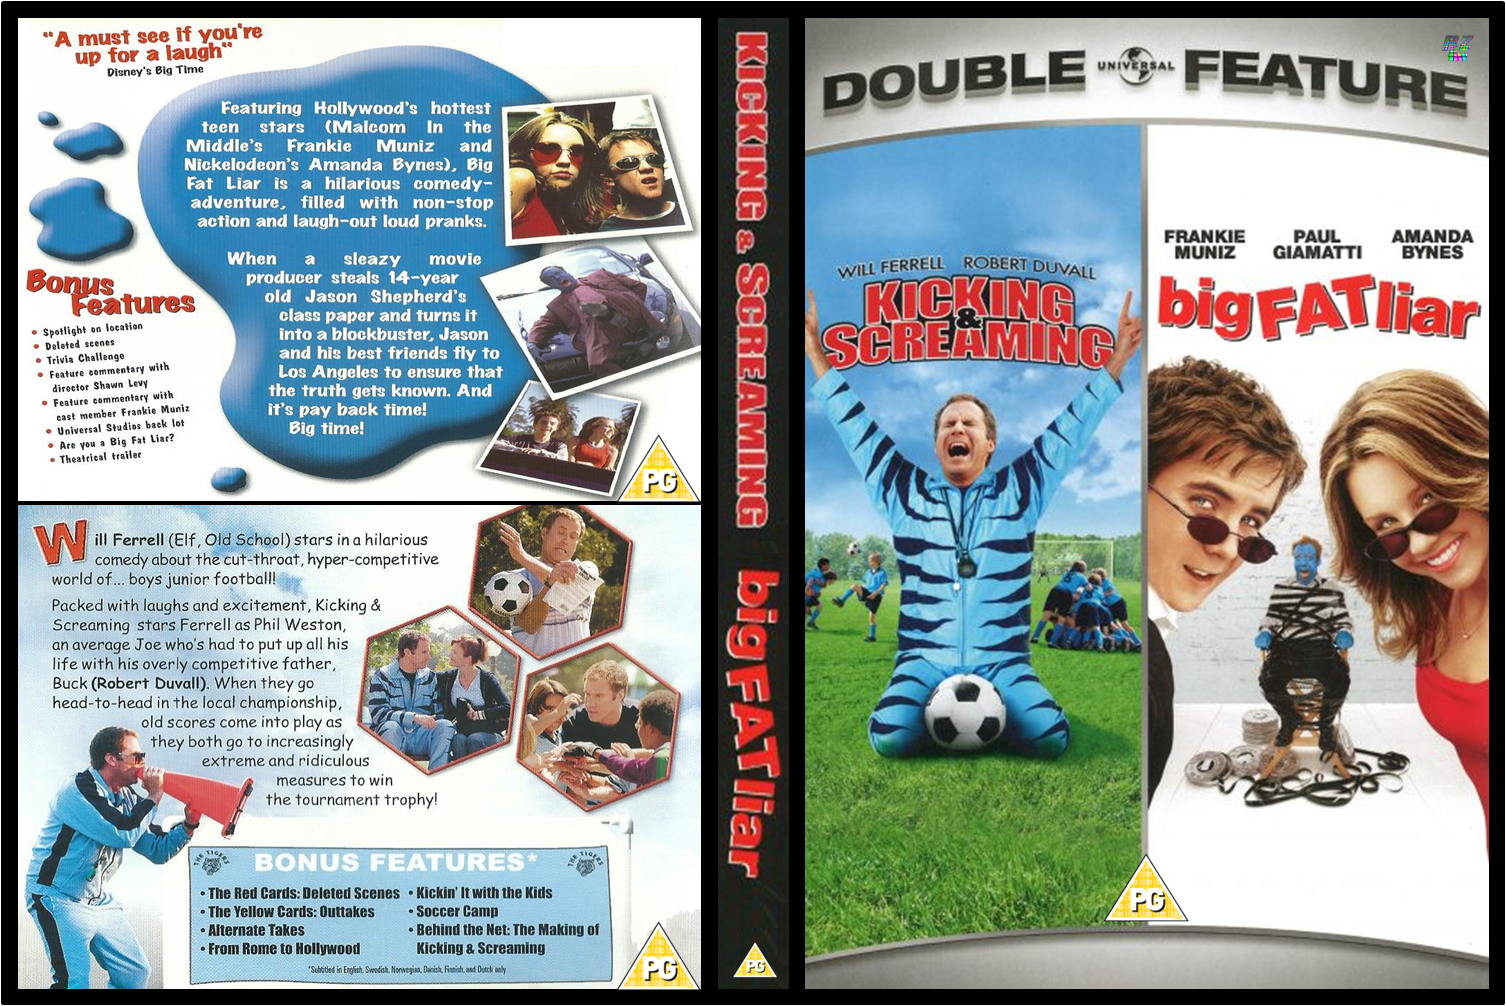 "A must see if you're
up for a laugh"
Disney's Big Time
Featuring Hollywood's hottest
teen stars (Malcom In the
Middle's Frankie Muniz and
Nickelodeon's Amanda Bynes), Big
Fat Liar is a hilarious comedy-
adventure, filled with non-stop
action and laugh-out loud pranks.
When a sleazy movie
producer steals 14-year
old Jason Shepherd's
class paper and turns it
into a blockbuster, Jason
and his best friends fly to
Los Angeles to ensure that
the truth gets known. And
it's pay back time!
Big time!
Bonus
Features
• Spotlight on location
• Deleted scenes
• Trivia Challenge
• Feature commentary with
director Shawn Levy
• Feature commentary with
cast member Frankie Muniz
• Universal Studios back lot
• Are you a Big Fat Liar?
• Theatrical trailer
PG
Will Ferrell (Elf, Old School) stars in a hilarious
comedy about the cut-throat, hyper-competitive
world of... boys junior football!
Packed with laughs and excitement, Kicking &
Screaming stars Ferrell as Phil Weston,
an average Joe who's had to put up all his
life with his overly competitive father,
Buck (Robert Duvall). When they go
head-to-head in the local championship,
old scores come into play as
they both go to increasingly
extreme and ridiculous
measures to win
the tournament trophy!
THE TIGERS
BONUS FEATURES*
THE TIGERS
• The Red Cards: Deleted Scenes
• The Yellow Cards: Outtakes
• Alternate Takes
• From Rome to Hollywood
• Kickin' It with the Kids
• Soccer Camp
• Behind the Net: The Making of
Kicking & Screaming
*Subtitled in English, Swedish, Norwegian, Danish, Finnish, and Dutch only
PG
KICKING & SCREAMING
bigFATliar
PG
DOUBLE UNIVERSAL FEATURE
WILL FERRELL ROBERT DUVALL
KICKING
&
SCREAMING
FRANKIE
MUNIZ
PAUL
GIAMATTI
AMANDA
BYNES
bigFATliar
PG